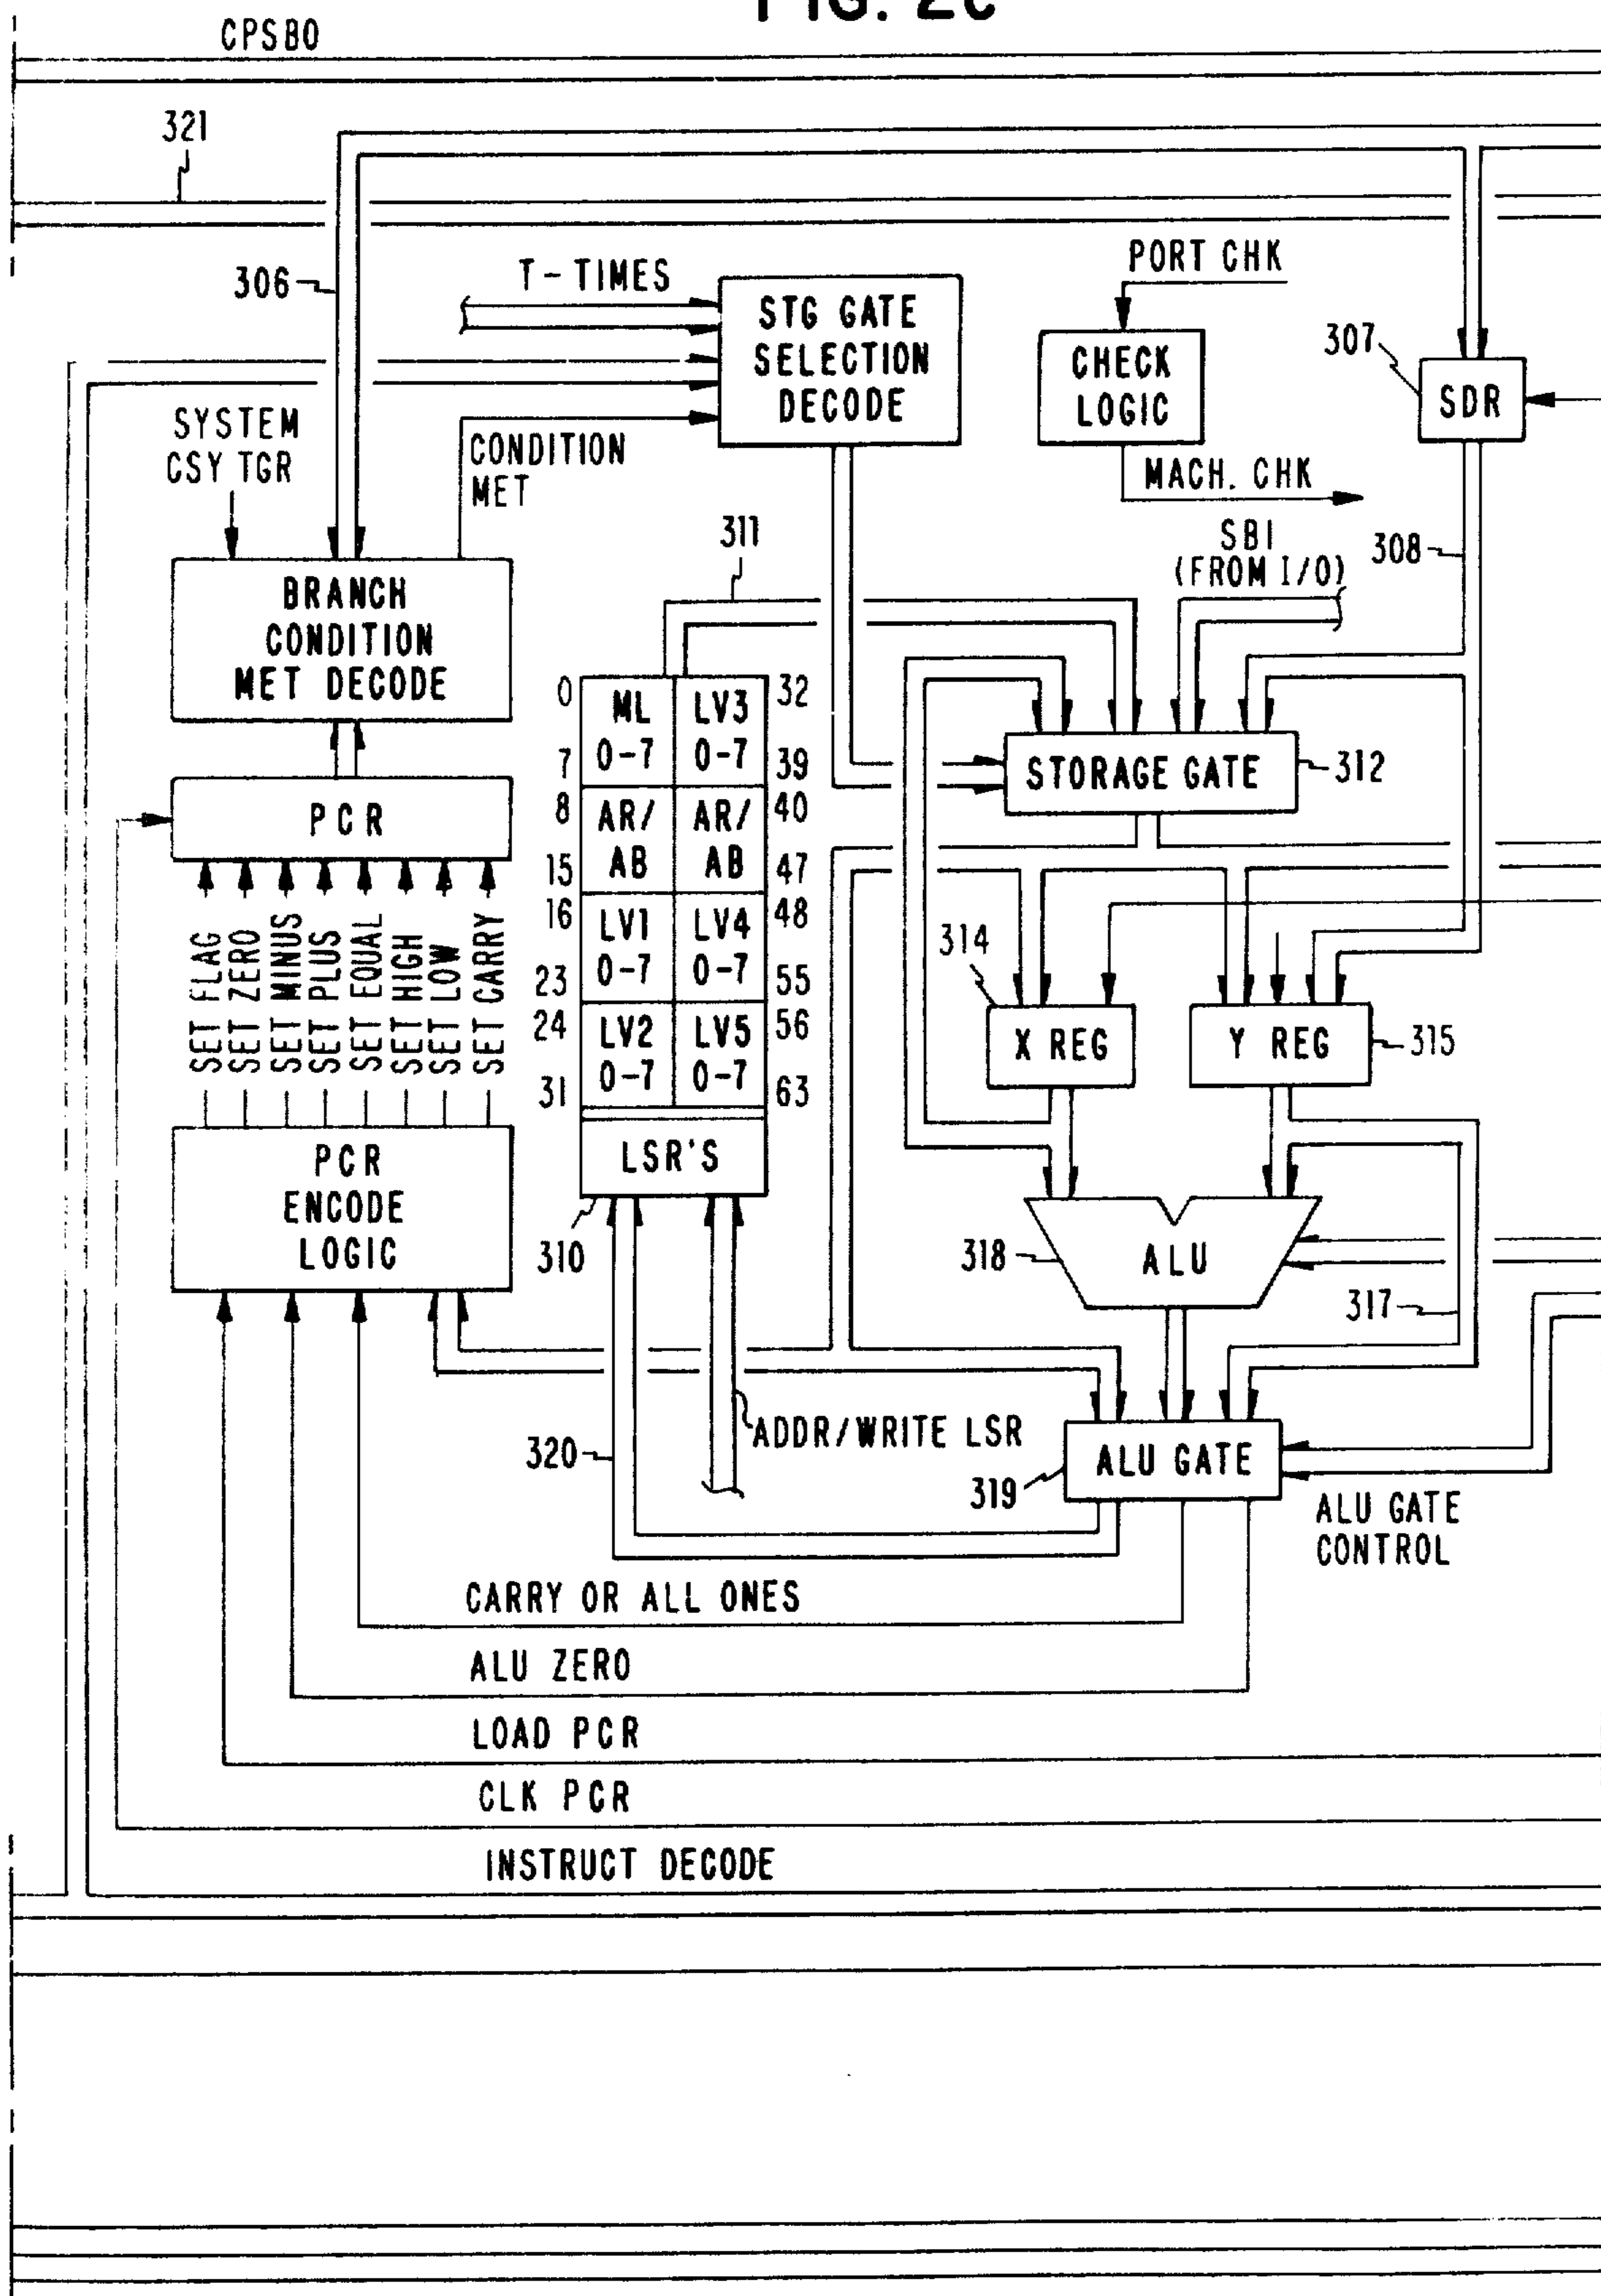 FIG. 2c
CPSBO
321
306
T-TIMES
STG GATE
SELECTION
DECODE
PORT CHK
CHECK
LOGIC
MACH. CHK
307
SDR
SYSTEM
CSY TGR
CONDITION
MET
311
SBI
(FROM I/O)
308
BRANCH
CONDITION
MET DECODE
PCR
SET FLAG
SET ZERO
SET MINUS
SET PLUS
SET EQUAL
SET HIGH
SET LOW
SET CARRY
PCR
ENCODE
LOGIC
0 ML LV3 32
7 0-7 0-7 39
8 AR/ AR/ 40
15 AB AB 47
16 LV1 LV4 48
23 0-7 0-7 55
24 LV2 LV5 56
31 0-7 0-7 63
LSR'S
310
STORAGE GATE
312
314
X REG
Y REG
315
318
ALU
317
ADDR/WRITE LSR
320
ALU GATE
319
ALU GATE
CONTROL
CARRY OR ALL ONES
ALU ZERO
LOAD PCR
CLK PCR
INSTRUCT DECODE